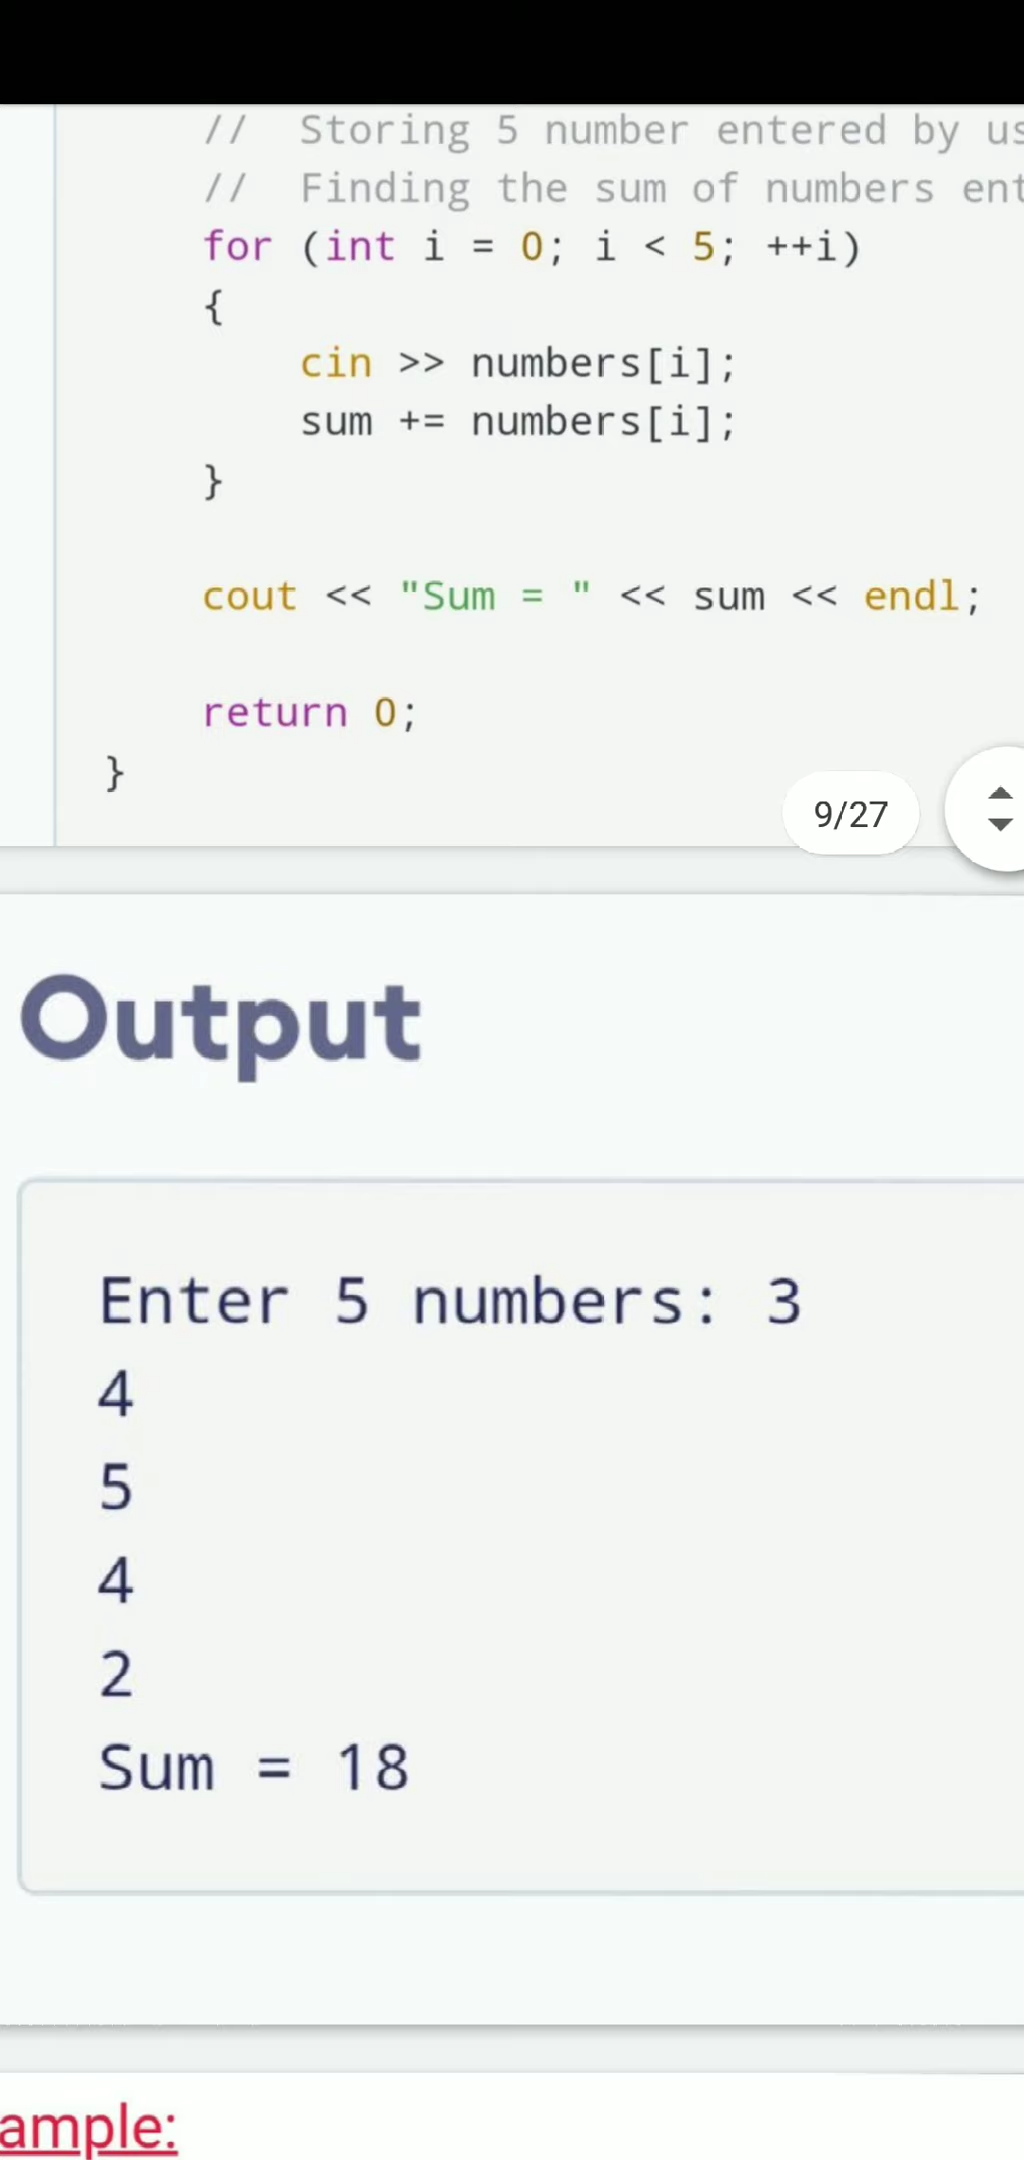 // Storing 5 number entered by
// Finding the sum of numbers
for (int i = 0; i < 5; ++i)
{
cin >> numbers[i];
sum += numbers[i];
}
cout << "Sum = " << sum << endl;
return 0;
}
9/27
Output
Enter 5 numbers: 3
4
5
4
2
Sum = 18
ample: